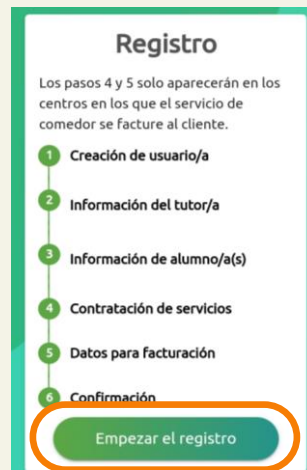 Registro
Los pasos 4 y 5 solo aparecerán en los
centros en los que el servicio de
comedor se facture al cliente.
1 Creación de usuario/a
2 Información del tutor/a
3 Información de alumno/a(s)
4 Contratación de servicios
5 Datos para facturación
6 Confirmación
Empezar el registro